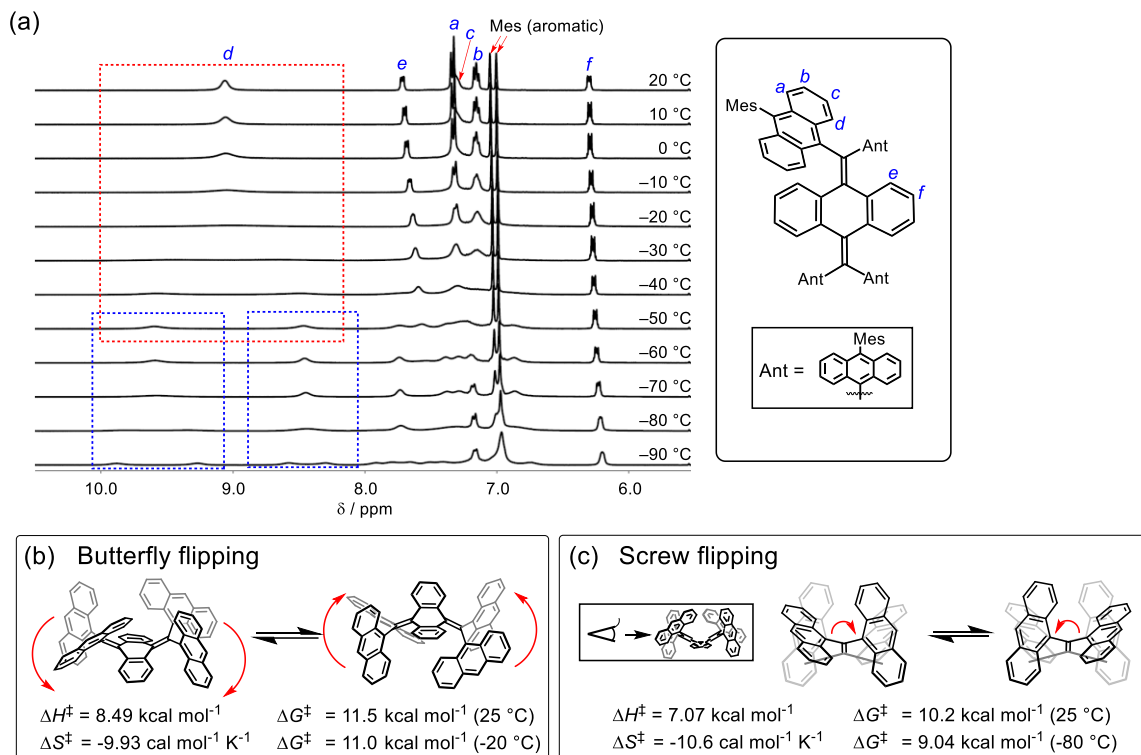 (a)
a
c
b
Mes (aromatic)
d
e
f
20 °C
10 °C
0 °C
–10 °C
–20 °C
–30 °C
–40 °C
–50 °C
–60 °C
–70 °C
–80 °C
–90 °C
10.0 9.0 8.0 7.0 6.0
δ / ppm
a
b
c
d
Mes
Ant
e
f
Ant
Ant
Mes
Ant =
(b) Butterfly flipping
ΔH‡ = 8.49 kcal mol-1 ΔG‡ = 11.5 kcal mol-1 (25 °C)
ΔS‡ = -9.93 cal mol-1 K-1 ΔG‡ = 11.0 kcal mol-1 (-20 °C)
(c) Screw flipping
ΔH‡ = 7.07 kcal mol-1 ΔG‡ = 10.2 kcal mol-1 (25 °C)
ΔS‡ = -10.6 cal mol-1 K-1 ΔG‡ = 9.04 kcal mol-1 (-80 °C)